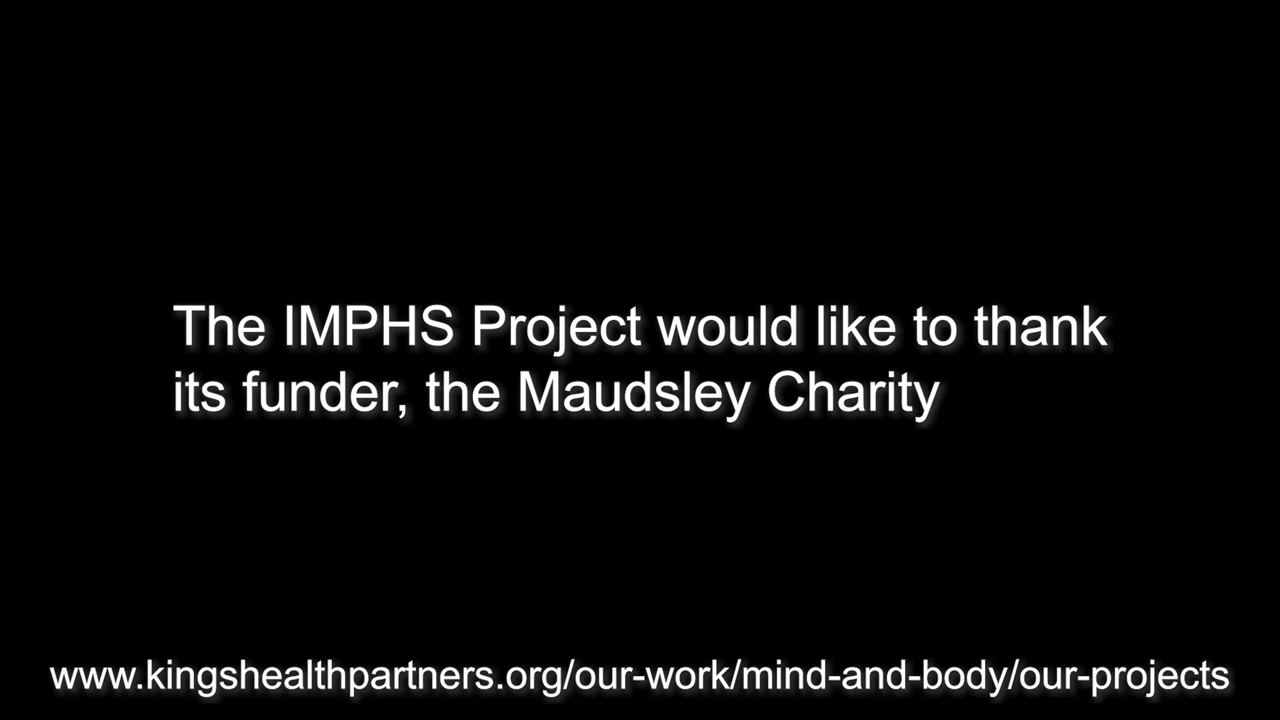 The IMPHS Project would like to thank
its funder, the Maudsley Charity
www.kingshealthpartners.org/our-work/mind-and-body/our-projects